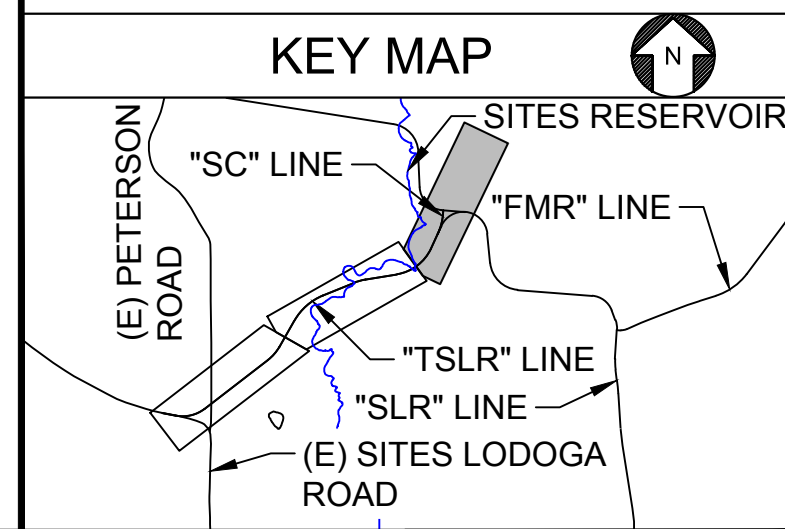 KEY MAP
N
SITES RESERVOIR
"SC" LINE
(E) PETERSON
ROAD
"FMR" LINE
"TSLR" LINE
"SLR" LINE
(E) SITES LODOGA
ROAD